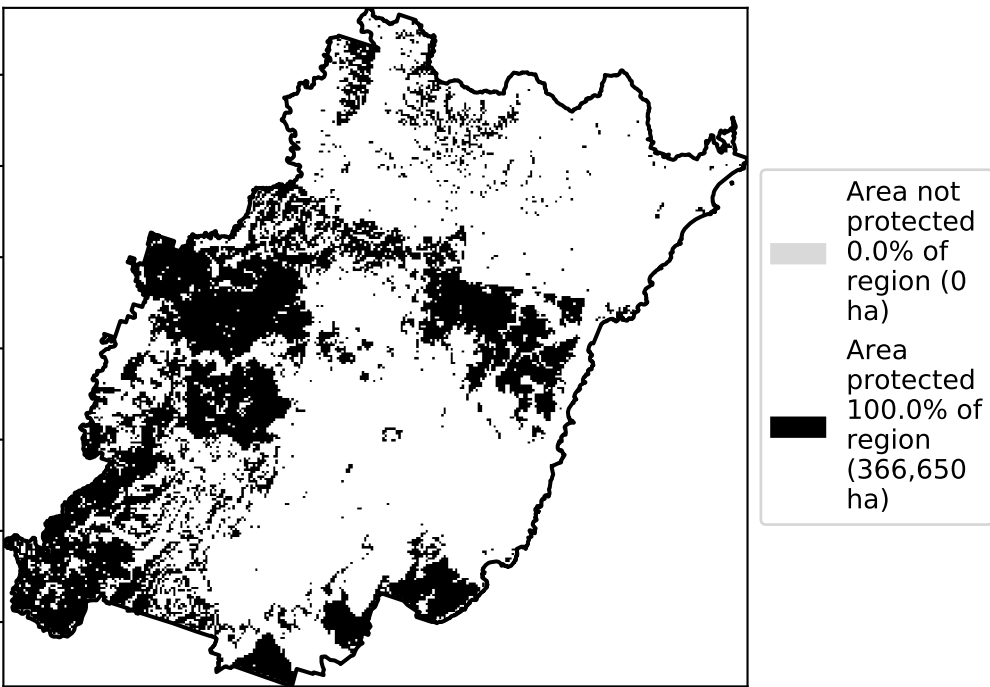 Area not
protected
0.0% of
region (0
ha)
Area
protected
100.0% of
region
(366,650
ha)